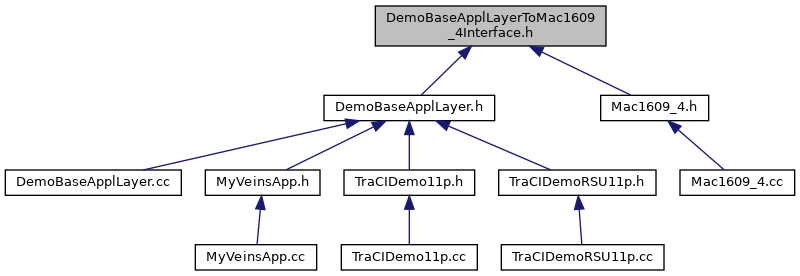 DemoBaseApplLayerToMac1609
_4Interface.h
DemoBaseApplLayer.h
Mac1609_4.h
DemoBaseApplLayer.cc
MyVeinsApp.h
TraCIDemo11p.h
TraCIDemoRSU11p.h
Mac1609_4.cc
MyVeinsApp.cc
TraCIDemo11p.cc
TraCIDemoRSU11p.cc